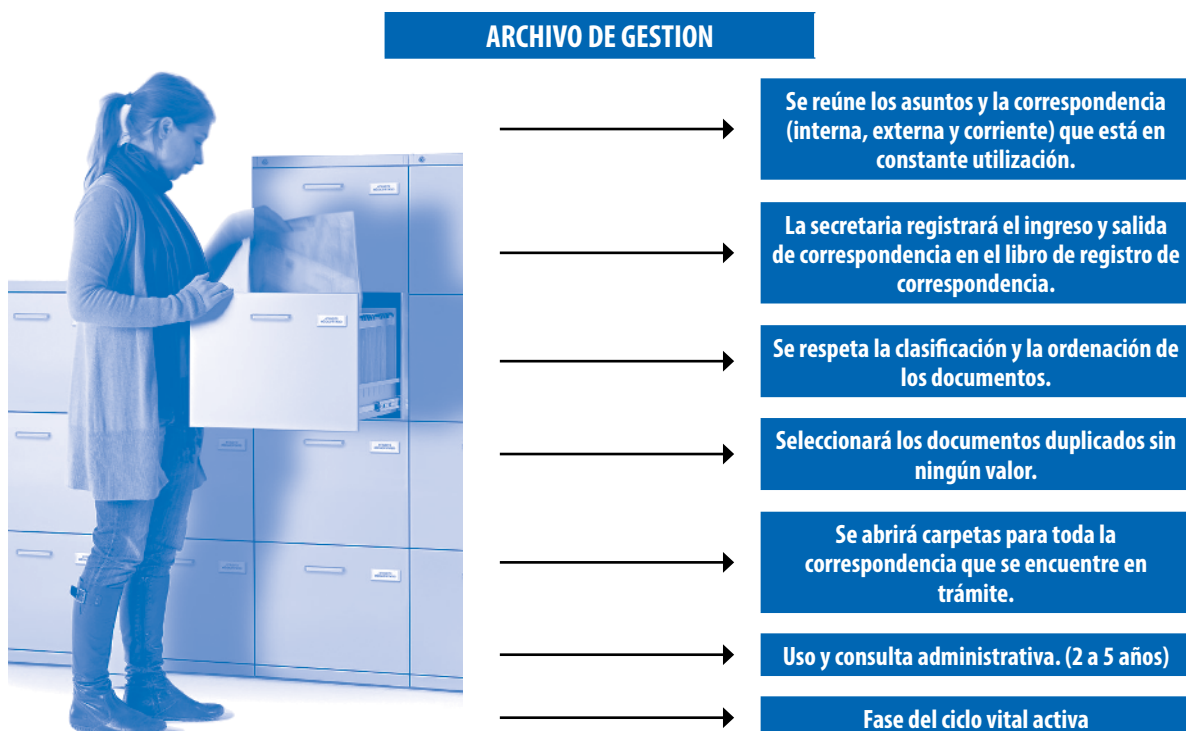 ARCHIVO DE GESTION
Se reúne los asuntos y la correspondencia
(interna, externa y corriente) que está en
constante utilización.
La secretaria registrará el ingreso y salida
de correspondencia en el libro de registro de
correspondencia.
Se respeta la clasificación y la ordenación de
los documentos.
Seleccionará los documentos duplicados sin
ningún valor.
Se abrirá carpetas para toda la
correspondencia que se encuentre en
trámite.
Uso y consulta administrativa. (2 a 5 años)
Fase del ciclo vital activa